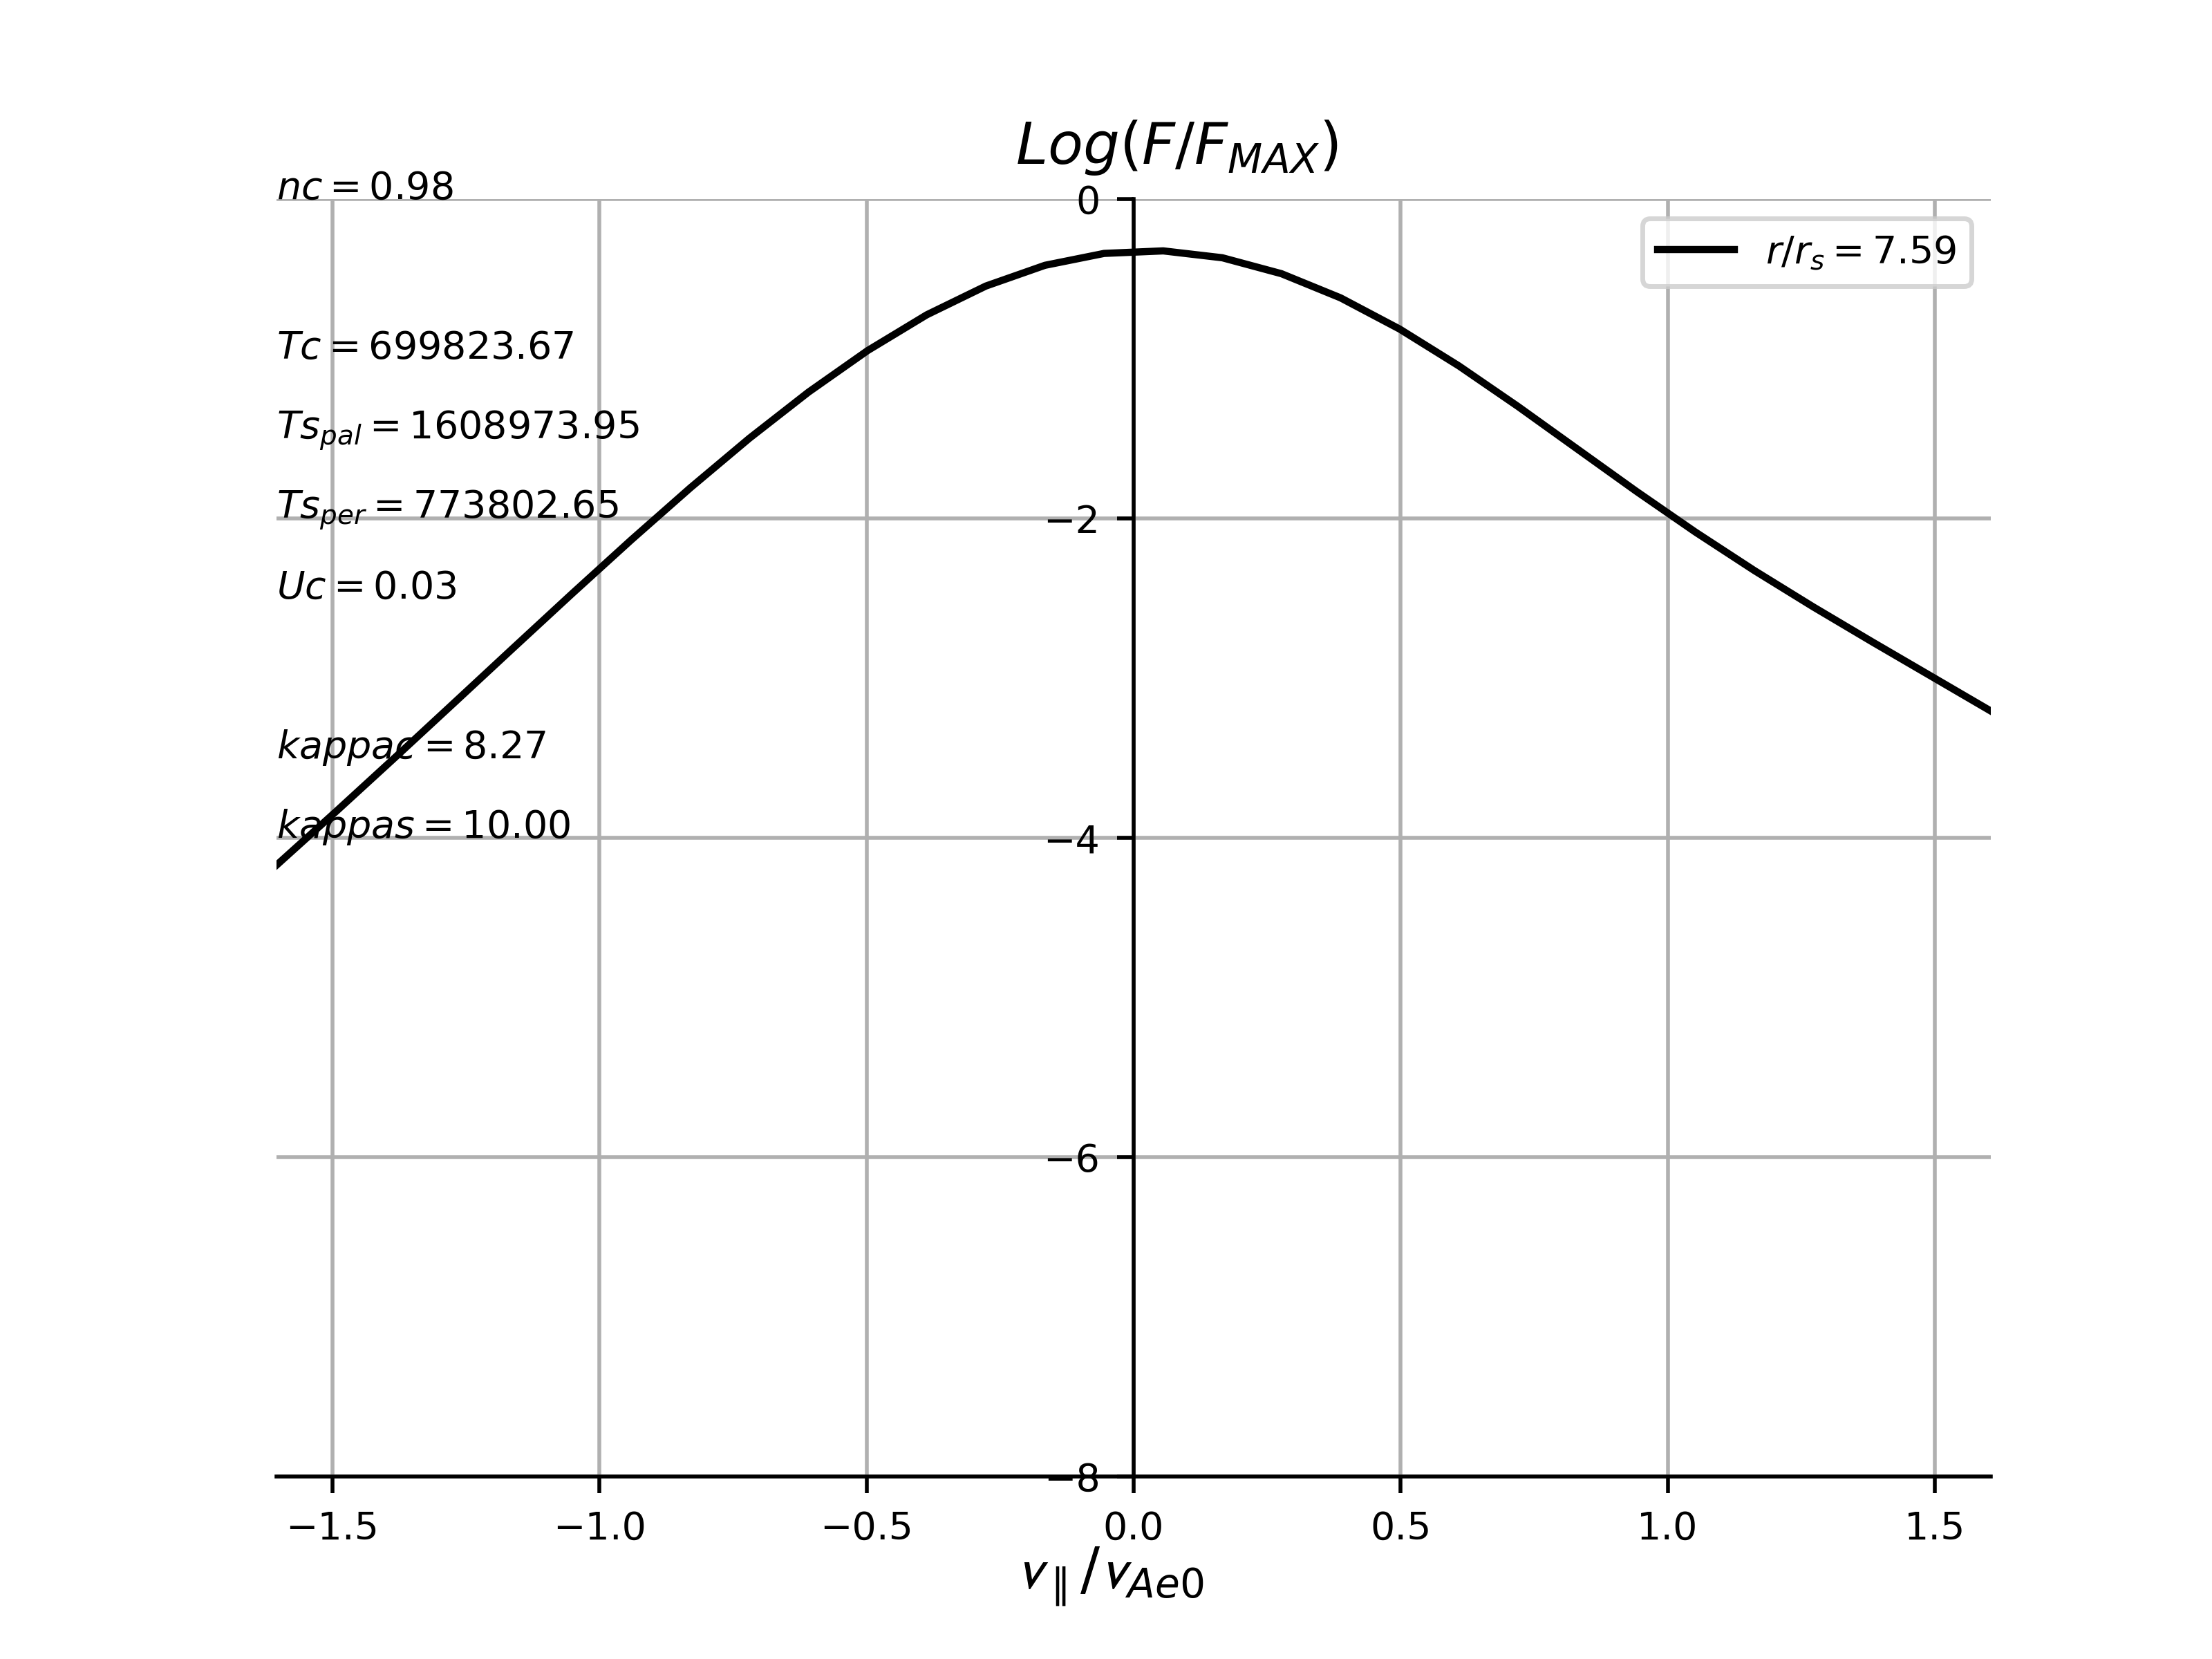 Log(F/F_MAX)
nc = 0.98
0
r/r_s = 7.59
Tc = 699823.67
Ts_pal = 1608973.95
Ts_per = 773802.65
−2
Uc = 0.03
kappac = 8.27
kappas = 10.00
−4
−6
−8
−1.5 −1.0 −0.5 0.0 0.5 1.0 1.5
v_∥/v_Ae0